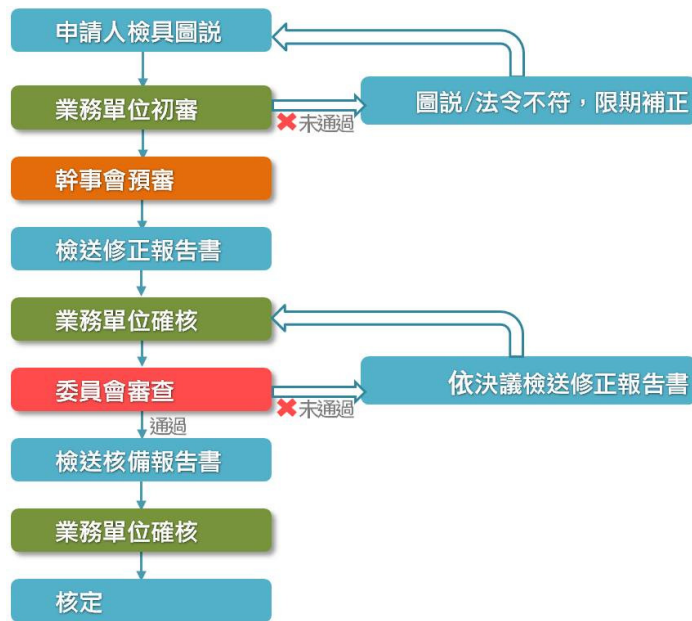 申請人檢具圖說
業務單位初審
未通過
圖說/法令不符，限期補正
幹事會預審
檢送修正報告書
業務單位確核
委員會審查
未通過
依決議檢送修正報告書
通過
檢送核備報告書
業務單位確核
核定